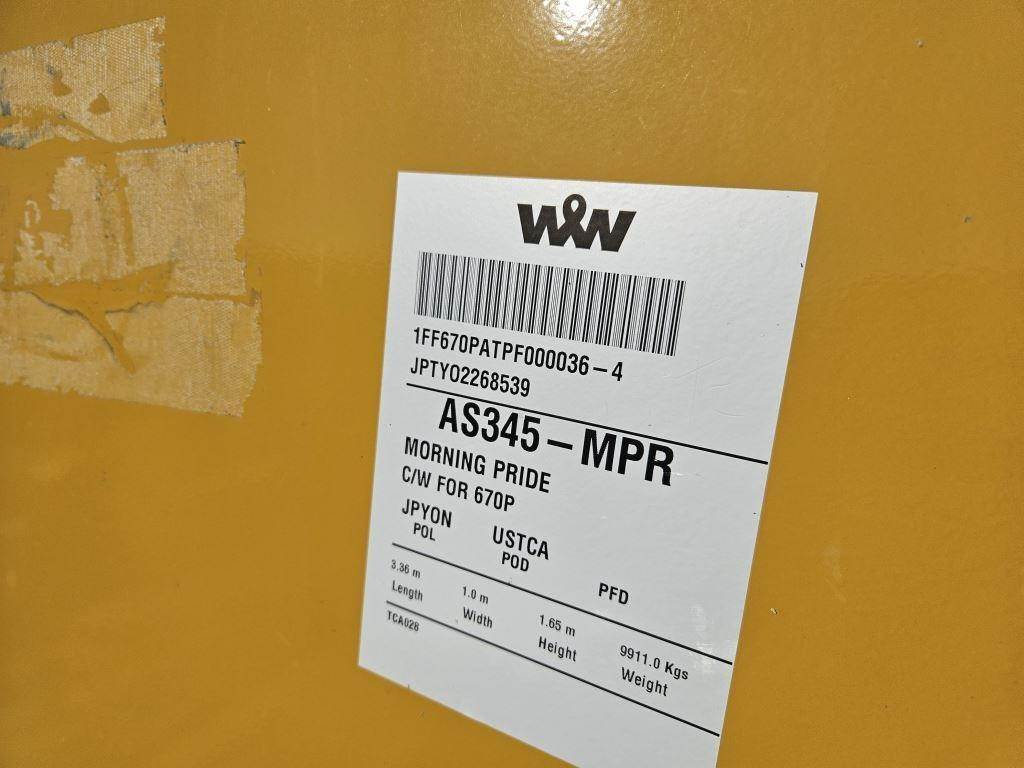 W&W
1FF670PATPF000036-4
JPTYO2268539
AS345-MPR
MORNING PRIDE
C/W FOR 670P
JPYON USTCA
POL POD PFD
3.36 m 1.0 m 1.65 m 9911.0 Kgs
Length Width Height Weight
TCA028